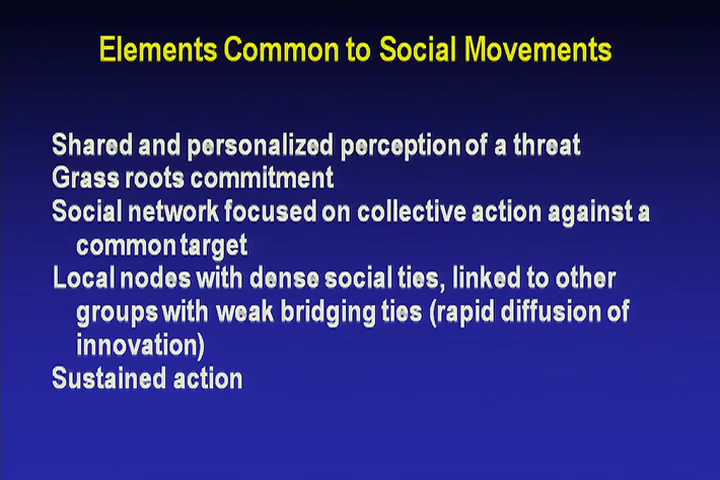 Elements Common to Social Movements
Shared and personalized perception of a threat
Grass roots commitment
Social network focused on collective action against a
common target
Local nodes with dense social ties, linked to other
groups with weak bridging ties (rapid diffusion of
innovation)
Sustained action